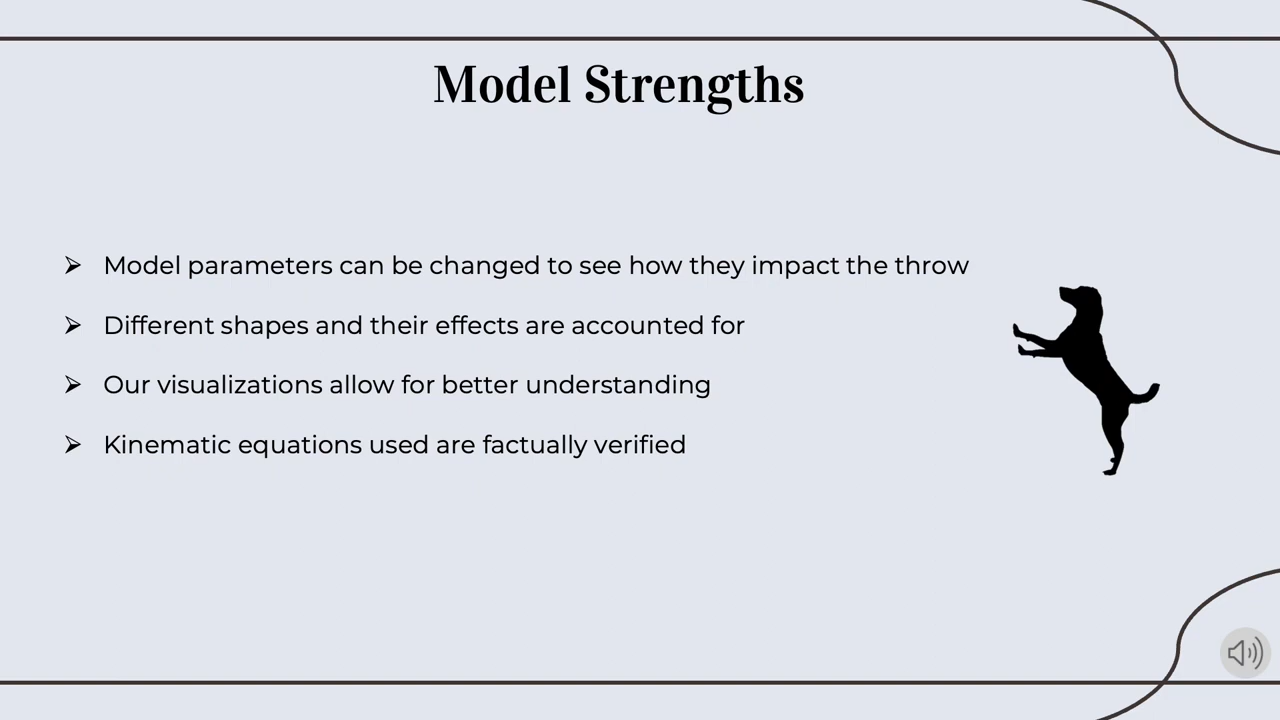 Model Strengths
➢ Model parameters can be changed to see how they impact the throw
➢ Different shapes and their effects are accounted for
➢ Our visualizations allow for better understanding
➢ Kinematic equations used are factually verified